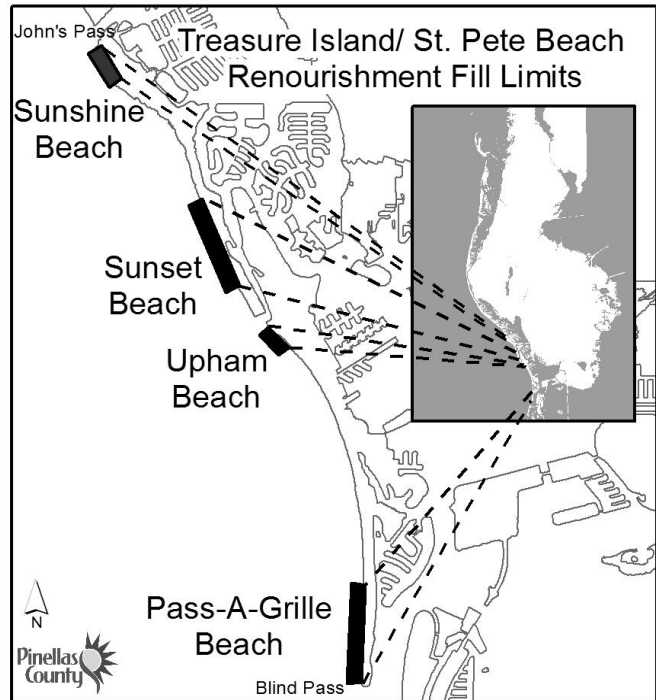 John's Pass
Treasure Island/ St. Pete Beach
Renourishment Fill Limits
Sunshine
Beach
Sunset
Beach
Upham
Beach
Pass-A-Grille
Beach
N
Pinellas
County
Blind Pass